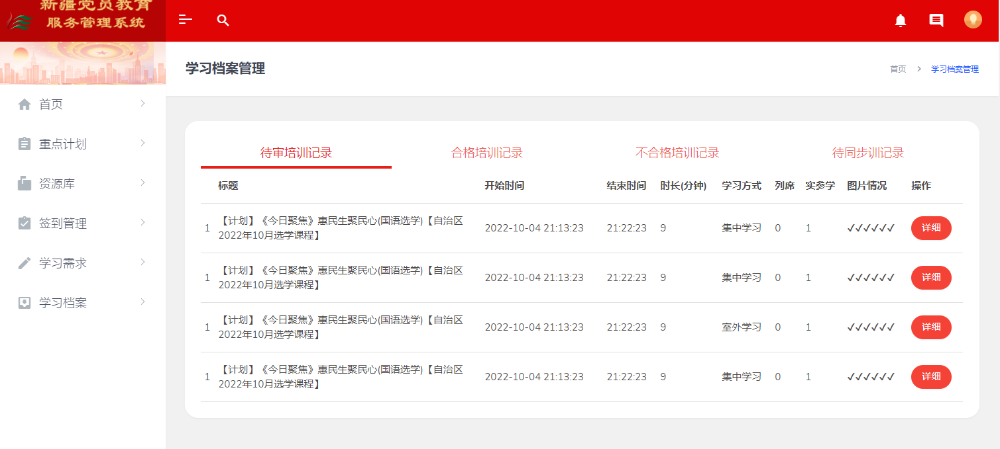 新疆党员教育
服务管理系统
学习档案管理
首页 > 学习档案管理
首页
重点计划
资源库
签到管理
学习需求
学习档案
待审培训记录 合格培训记录 不合格培训记录 待同步训记录
标题 开始时间 结束时间 时长(分钟) 学习方式 列席 实参学 图片情况 操作
1 【计划】《今日聚焦》惠民生聚民心(国语选学)【自治区
2022年10月选学课程】 2022-10-04 21:13:23 21:22:23 9 集中学习 0 1 ✓✓✓✓✓✓ 详细
1 【计划】《今日聚焦》惠民生聚民心(国语选学)【自治区
2022年10月选学课程】 2022-10-04 21:13:23 21:22:23 9 集中学习 0 1 ✓✓✓✓✓✓ 详细
1 【计划】《今日聚焦》惠民生聚民心(国语选学)【自治区
2022年10月选学课程】 2022-10-04 21:13:23 21:22:23 9 室外学习 0 1 ✓✓✓✓✓✓ 详细
1 【计划】《今日聚焦》惠民生聚民心(国语选学)【自治区
2022年10月选学课程】 2022-10-04 21:13:23 21:22:23 9 集中学习 0 1 ✓✓✓✓✓✓ 详细